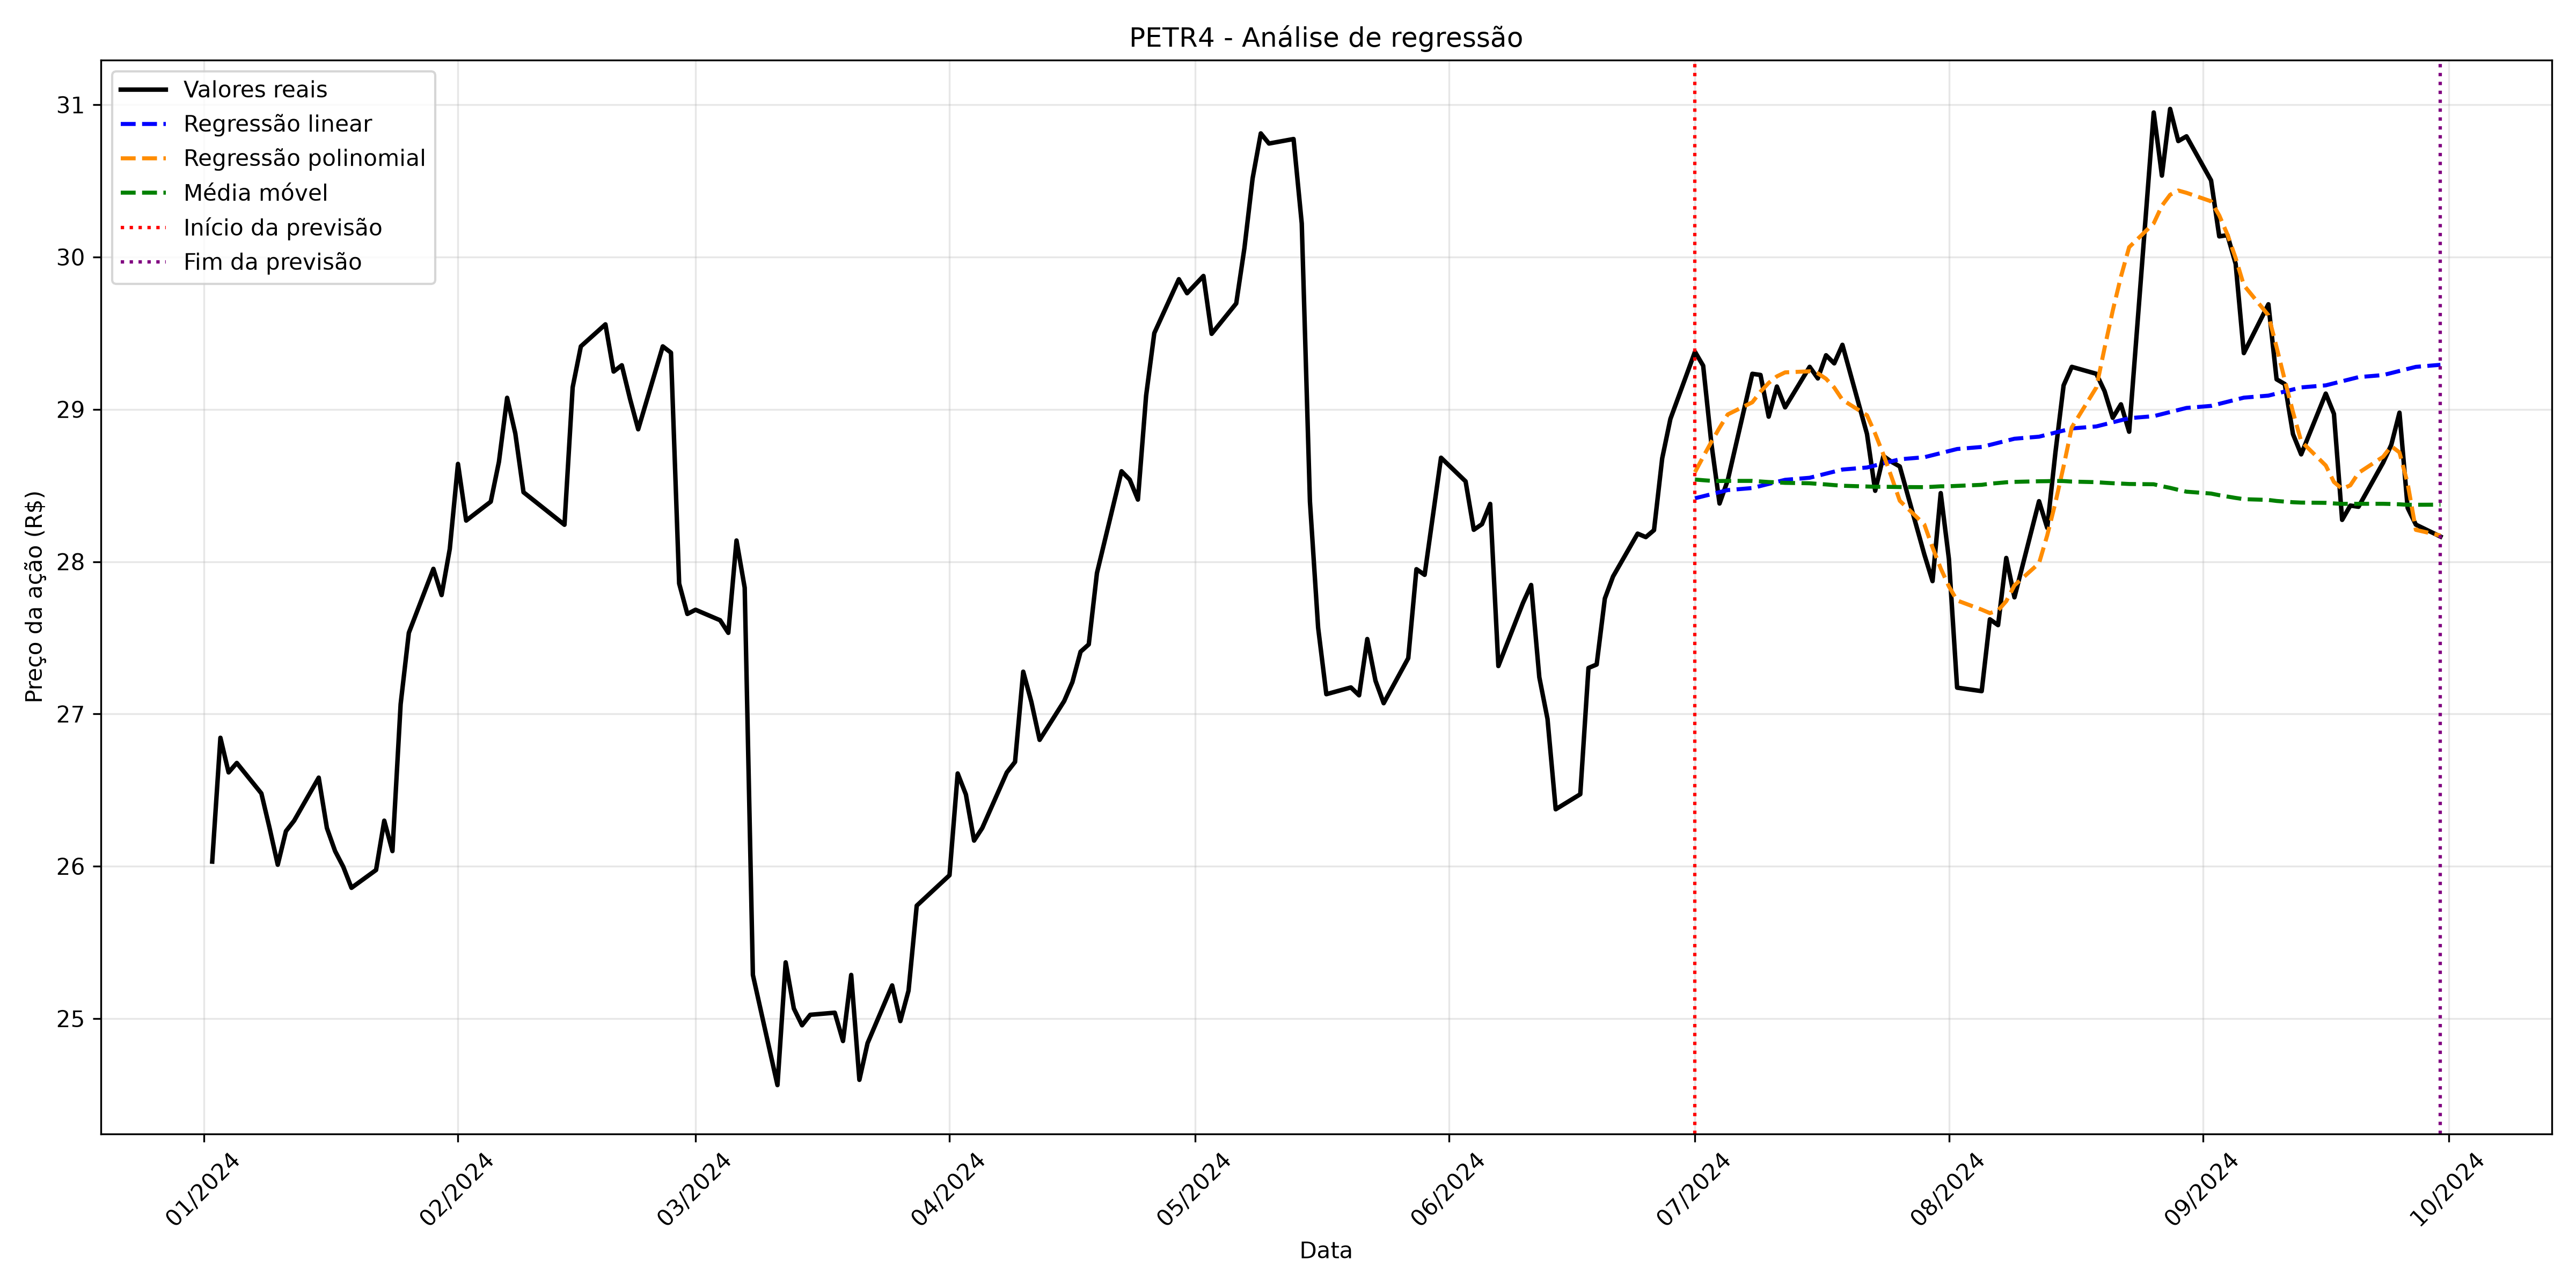 PETR4 - Análise de regressão
Valores reais
Regressão linear
Regressão polinomial
Média móvel
Início da previsão
Fim da previsão
Preço da ação (R$)
31
30
29
28
27
26
25
01/2024
02/2024
03/2024
04/2024
05/2024
06/2024
07/2024
08/2024
09/2024
10/2024
Data